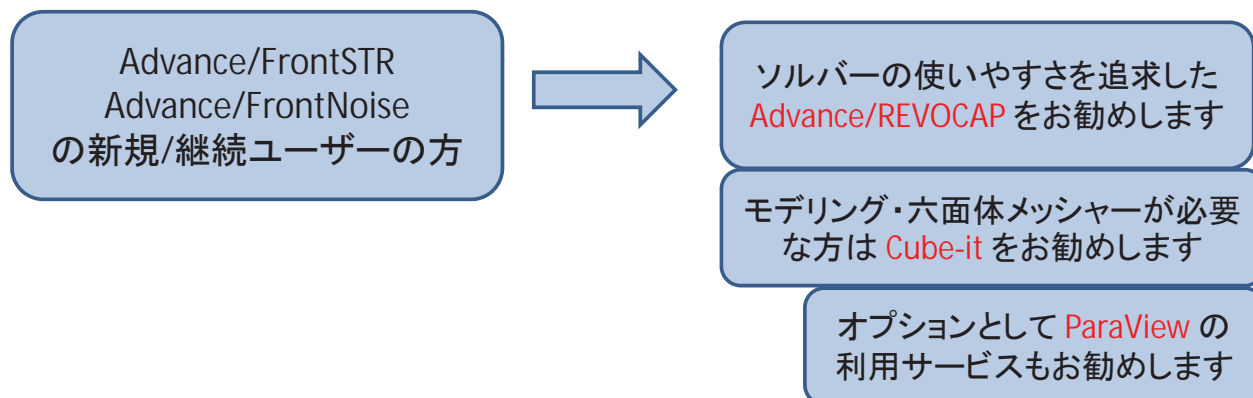 Advance/FrontSTR
Advance/FrontNoise
の新規/継続ユーザーの方
ソルバーの使いやすさを追求した
Advance/REVOCAP をお勧めします
モデリング・六面体メッシャーが必要
な方は Cube-it をお勧めします
オプションとして ParaView の
利用サービスもお勧めします